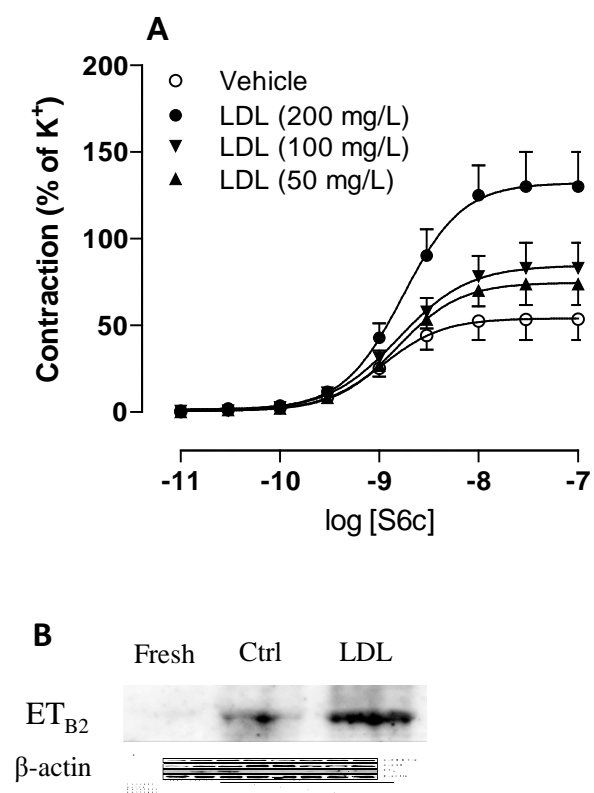 A
200
150
100
50
0
Contraction (% of K⁺)
Vehicle
LDL (200 mg/L)
LDL (100 mg/L)
LDL (50 mg/L)
-11 -10 -9 -8 -7
log [S6c]
B
Fresh Ctrl LDL
ET_B2
β-actin